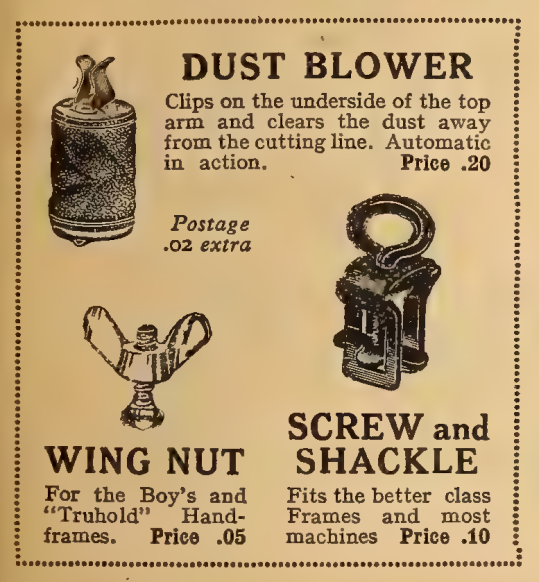 DUST BLOWER
Clips on the underside of the top
arm and clears the dust away
from the cutting line. Automatic
in action. Price .20
Postage
.02 extra
WING NUT
For the Boy's and
"Truhold" Hand-
frames. Price .05
SCREW and
SHACKLE
Fits the better class
Frames and most
machines Price .10